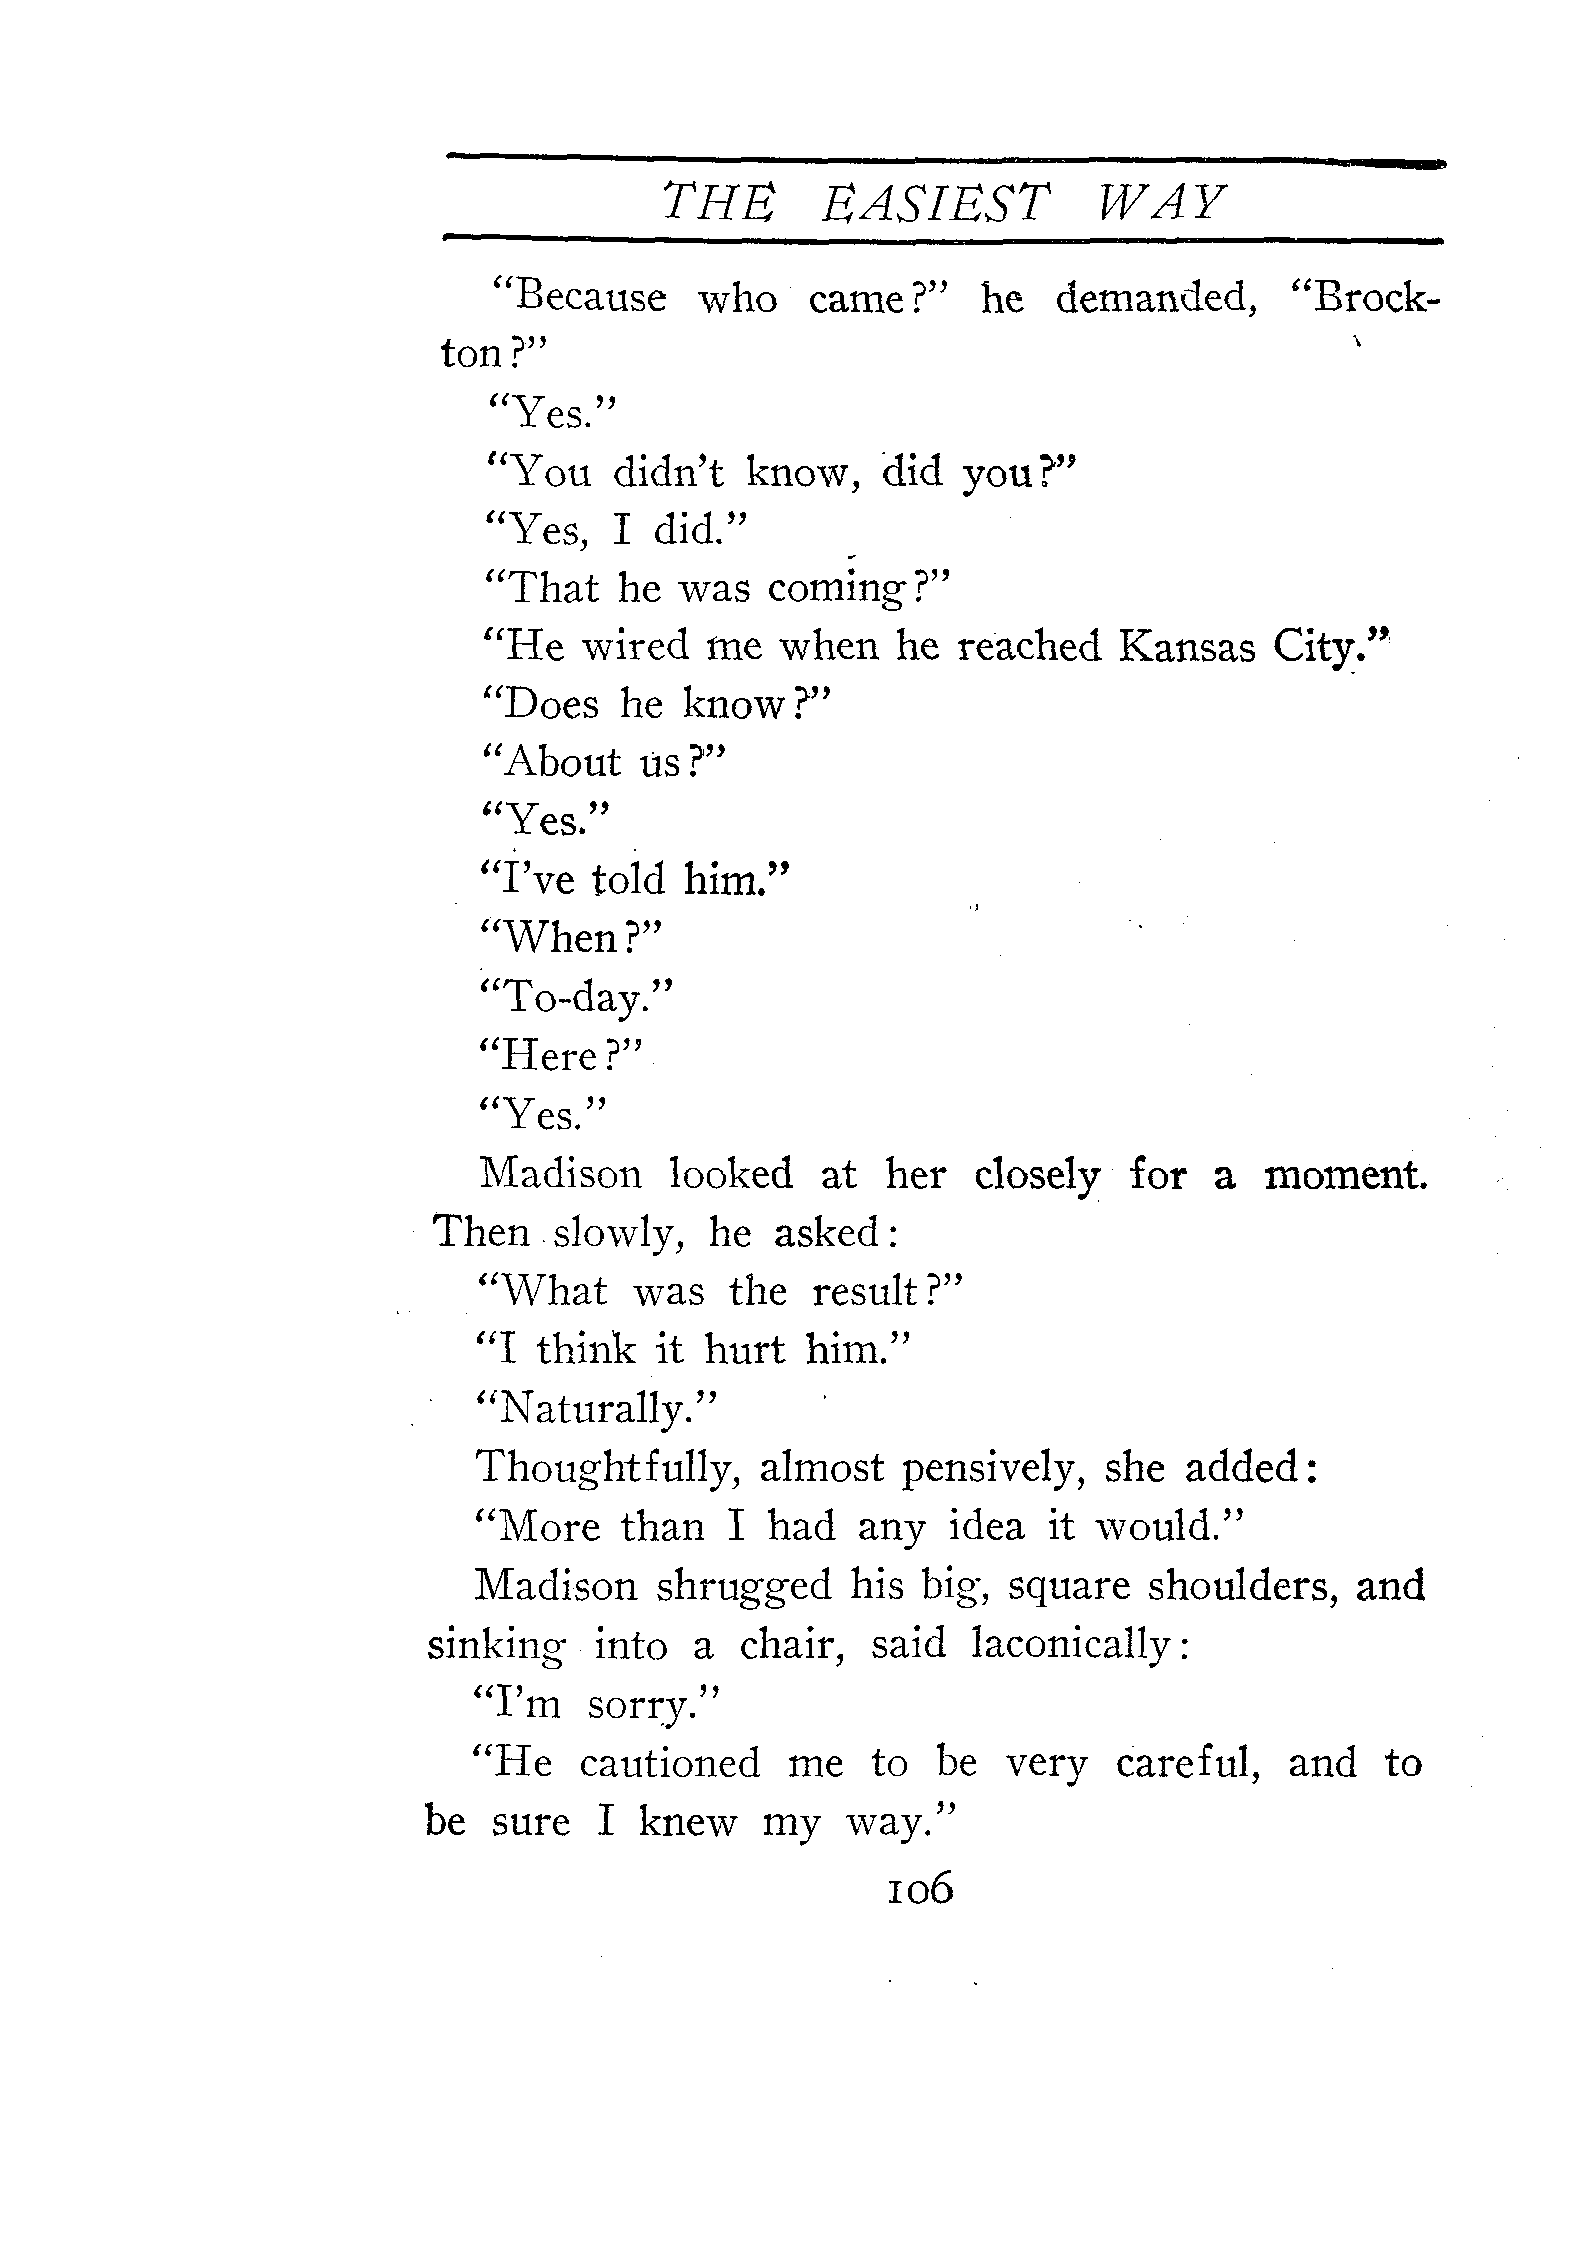 THE EASIEST WAY
"Because who came?" he demanded, "Brock-
ton?"
"Yes."
"You didn't know, did you?"
"Yes, I did."
"That he was coming?"
"He wired me when he reached Kansas City."
"Does he know?"
"About us?"
"Yes."
"I've told him."
"When?"
"To-day."
"Here?"
"Yes."
Madison looked at her closely for a moment.
Then slowly, he asked:
"What was the result?"
"I think it hurt him."
"Naturally."
Thoughtfully, almost pensively, she added:
"More than I had any idea it would."
Madison shrugged his big, square shoulders, and
sinking into a chair, said laconically:
"I'm sorry."
"He cautioned me to be very careful, and to
be sure I knew my way."
106